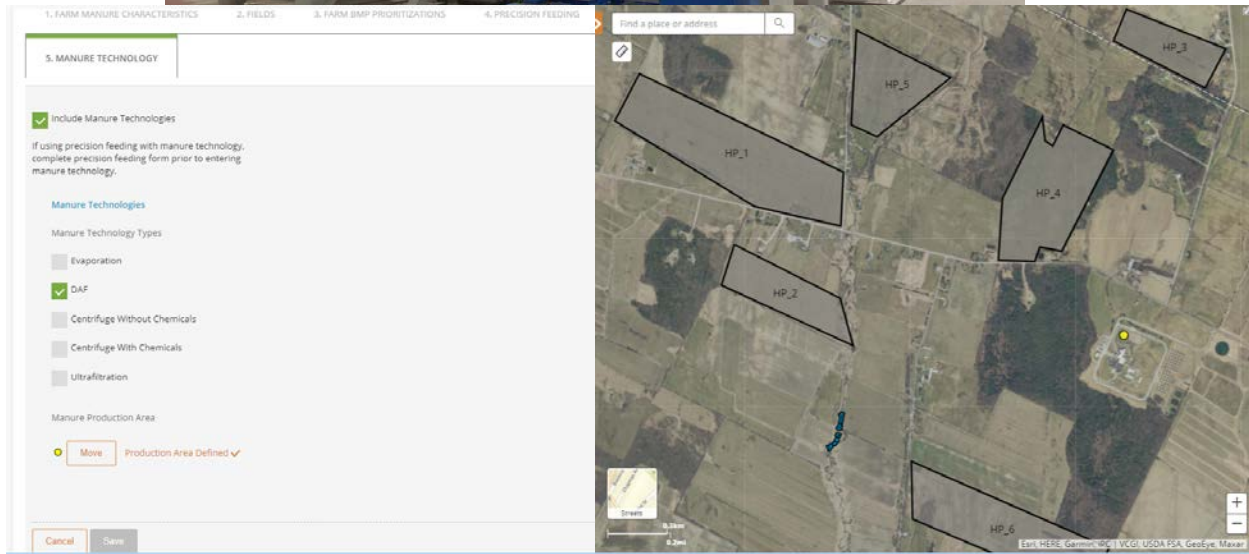 1. FARM MANURE CHARACTERISTICS
2. FIELDS
3. FARM BMP PRIORITIZATIONS
4. PRECISION FEEDING
5. MANURE TECHNOLOGY
Include Manure Technologies
If using precision feeding with manure technology,
complete precision feeding form prior to entering
manure technology.
Manure Technologies
Manure Technology Types
Evaporation
DAF
Centrifuge Without Chemicals
Centrifuge With Chemicals
Ultrafiltration
Manure Production Area
Move
Production Area Defined
Cancel
Save
Find a place or address
HP_3
HP_5
HP_1
HP_4
HP_2
HP_6
Streets
0.3km
0.2mi
+
−
Esri, HERE, Garmin, iPC | VCGI, USDA FSA, GeoEye, Maxar